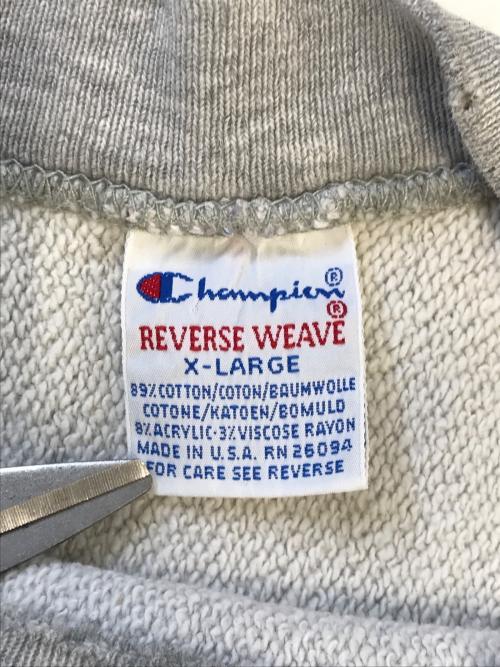 Champion®
REVERSE WEAVE®
X-LARGE
89% COTTON/COTON/BAUMWOLLE
COTONE/KATOEN/BOMULD
8% ACRYLIC·3% VISCOSE RAYON
MADE IN U.S.A. RN 26094
FOR CARE SEE REVERSE